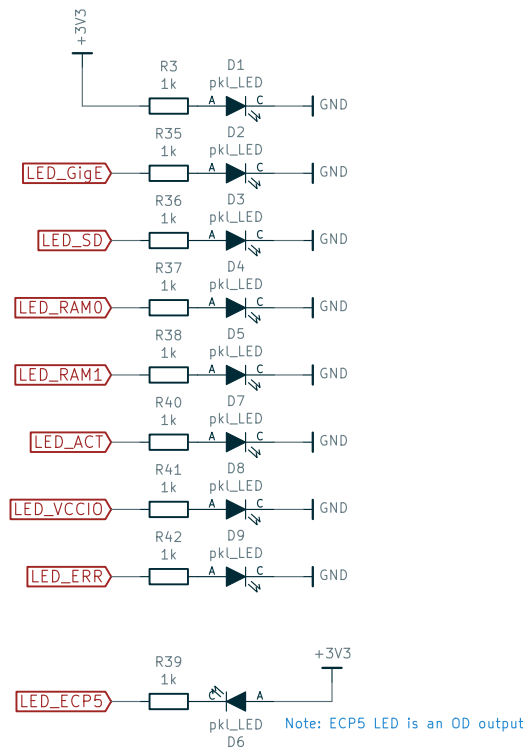 +3V3
R3
1k
D1
pkl_LED
A
C
GND
LED_GigE
R35
1k
D2
pkl_LED
A
C
GND
LED_SD
R36
1k
D3
pkl_LED
A
C
GND
LED_RAM0
R37
1k
D4
pkl_LED
A
C
GND
LED_RAM1
R38
1k
D5
pkl_LED
A
C
GND
LED_ACT
R40
1k
D7
pkl_LED
A
C
GND
LED_VCCIO
R41
1k
D8
pkl_LED
A
C
GND
LED_ERR
R42
1k
D9
pkl_LED
A
C
GND
LED_ECP5
R39
1k
C
A
pkl_LED
D6
+3V3
Note: ECP5 LED is an OD output